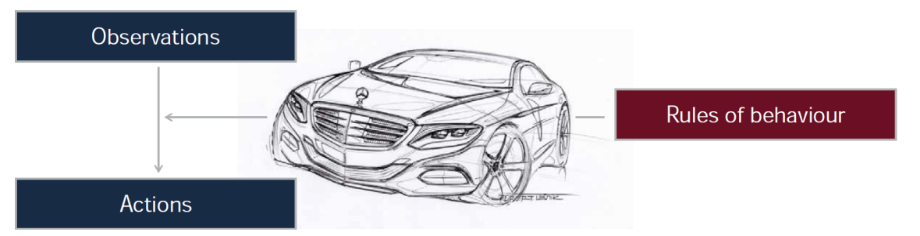 Observations
Rules of behaviour
Actions